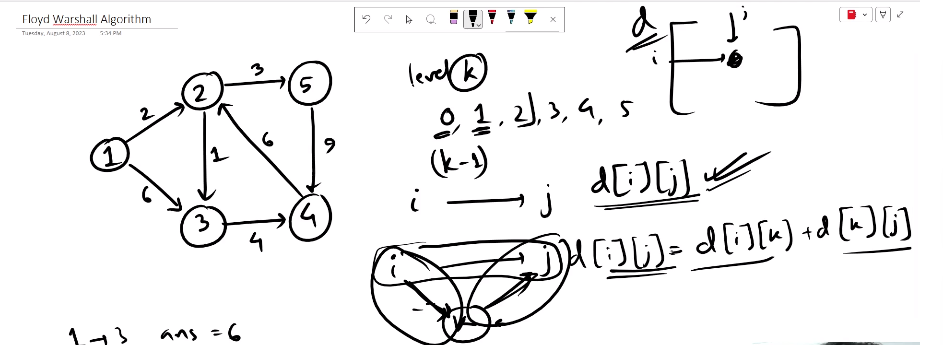 Floyd Warshall Algorithm
Tuesday, August 8, 2023 5:34 PM
1
2
3
4
5
2
3
6
1
6
9
4
level k
0, 1, 2, 3, 4, 5
(k-1)
i → j
d[i][j]
d
j
i
i
j
k
d[i][j] = d[i][k] + d[k][j]
1→3 ans = 6